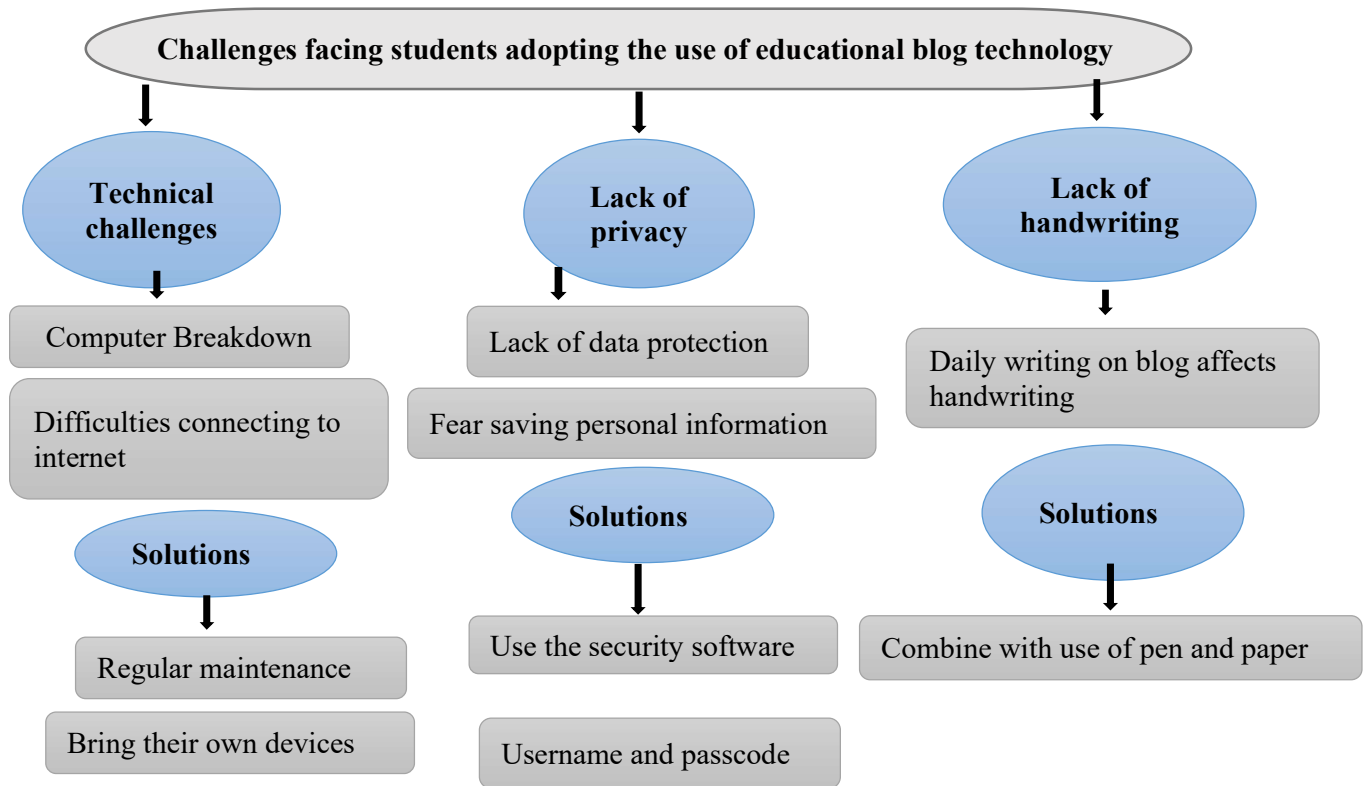 Challenges facing students adopting the use of educational blog technology
Technical
challenges
Computer Breakdown
Difficulties connecting to
internet
Solutions
Regular maintenance
Bring their own devices
Lack of
privacy
Lack of data protection
Fear saving personal information
Solutions
Use the security software
Username and passcode
Lack of
handwriting
Daily writing on blog affects
handwriting
Solutions
Combine with use of pen and paper